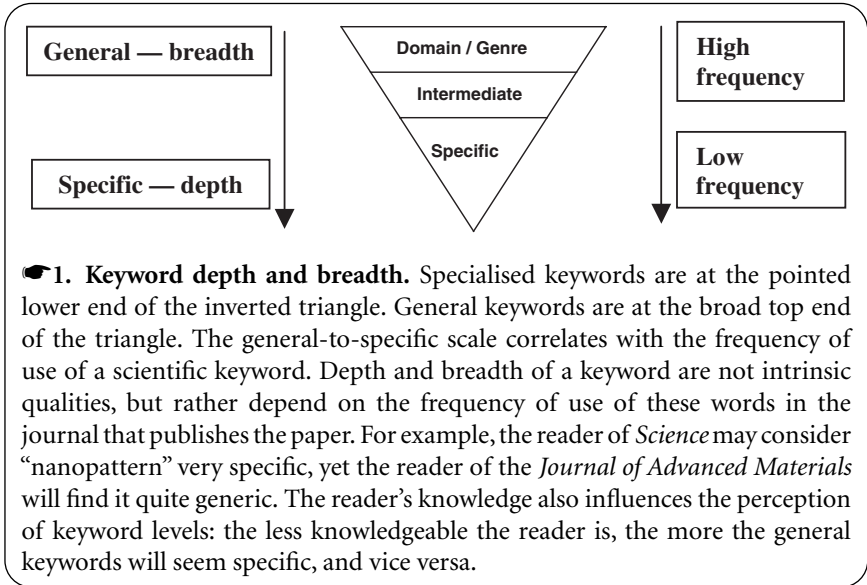 General — breadth
Specific — depth
Domain / Genre
Intermediate
Specific
High
frequency
Low
frequency
☛1. Keyword depth and breadth. Specialised keywords are at the pointed
lower end of the inverted triangle. General keywords are at the broad top end
of the triangle. The general-to-specific scale correlates with the frequency of
use of a scientific keyword. Depth and breadth of a keyword are not intrinsic
qualities, but rather depend on the frequency of use of these words in the
journal that publishes the paper. For example, the reader of Science may consider
“nanopattern” very specific, yet the reader of the Journal of Advanced Materials
will find it quite generic. The reader’s knowledge also influences the perception
of keyword levels: the less knowledgeable the reader is, the more the general
keywords will seem specific, and vice versa.